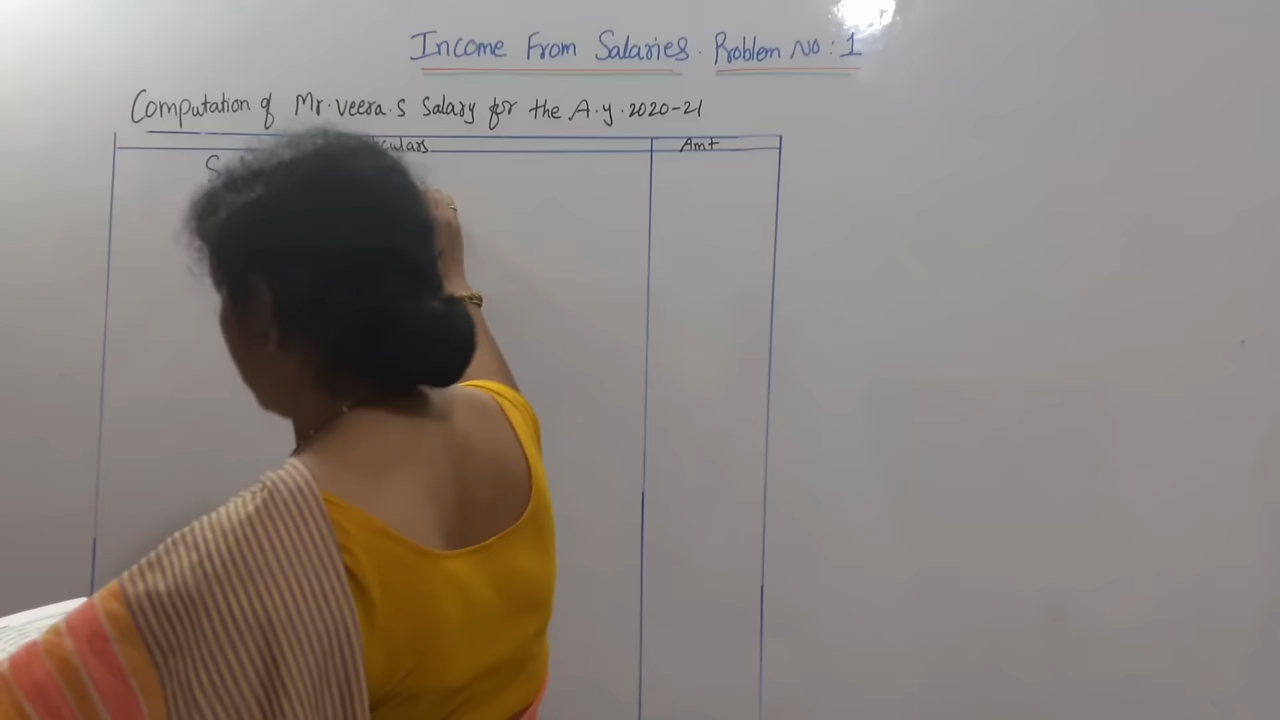 Income From Salaries. Problem No: 1
Computation of Mr. Veera.S Salary for the A.y. 2020-21
Amt